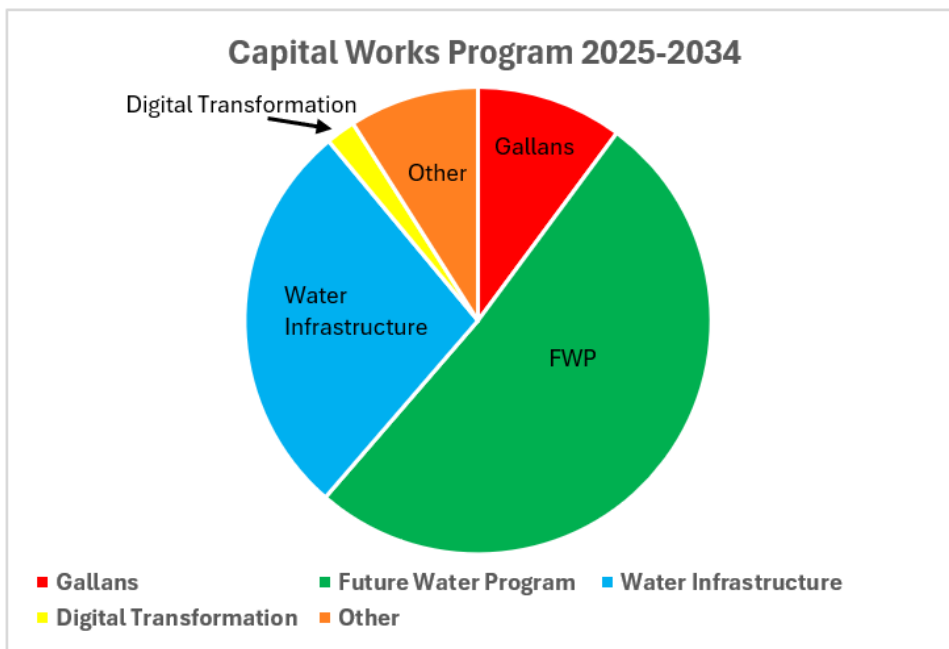 Capital Works Program 2025-2034
Digital Transformation
Other
Gallans
Water
Infrastructure
FWP
Gallans
Future Water Program
Water Infrastructure
Digital Transformation
Other